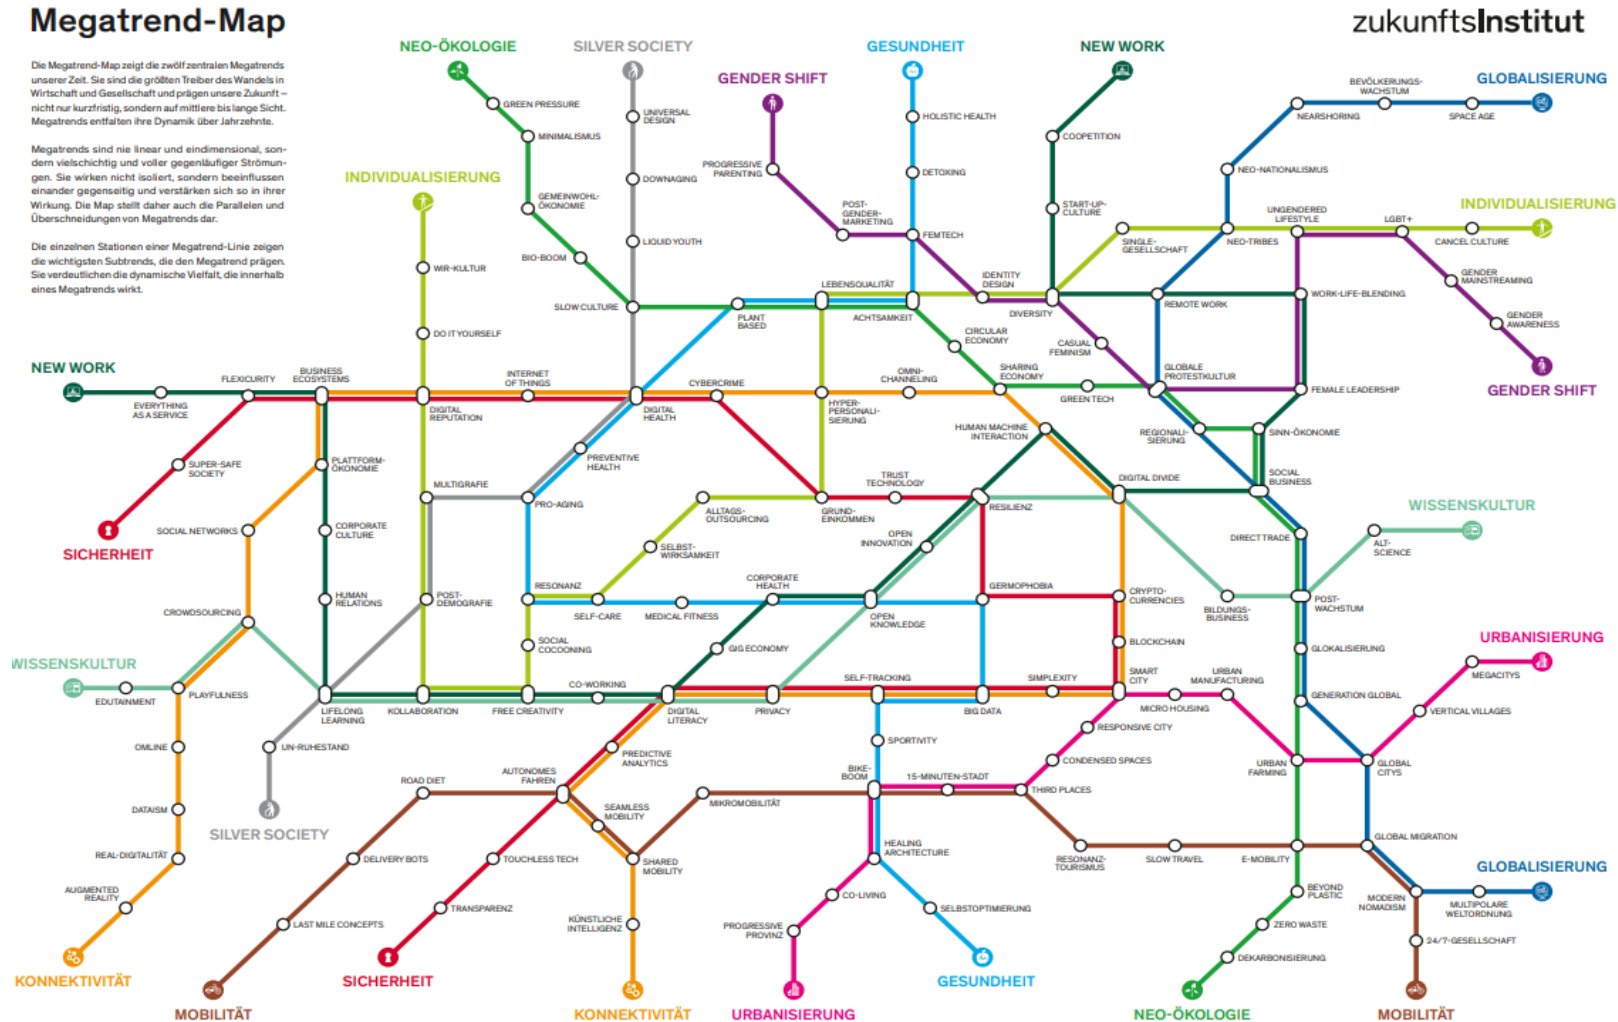 Megatrend-Map
zukunftsInstitut
Die Megatrend-Map zeigt die zwölf zentralen Megatrends
unserer Zeit. Sie sind die größten Treiber des Wandels in
Wirtschaft und Gesellschaft und prägen unsere Zukunft –
nicht nur kurzfristig, sondern auf mittlere bis lange Sicht.
Megatrends entfalten ihre Dynamik über Jahrzehnte.
Megatrends sind nie linear und eindimensional, son-
dern vielschichtig und voller gegenläufiger Strömun-
gen. Sie wirken nicht isoliert, sondern beeinflussen
einander gegenseitig und verstärken sich so in ihrer
Wirkung. Die Map stellt daher auch die Parallelen und
Überschneidungen von Megatrends dar.
Die einzelnen Stationen einer Megatrend-Linie zeigen
die wichtigsten Subtrends, die den Megatrend prägen.
Sie verdeutlichen die dynamische Vielfalt, die innerhalb
eines Megatrends wirkt.
NEO-ÖKOLOGIE
SILVER SOCIETY
GESUNDHEIT
NEW WORK
GENDER SHIFT
GLOBALISIERUNG
BEVÖLKERUNGS-
WACHSTUM
NEARSHORING
SPACE AGE
GREEN PRESSURE
UNIVERSAL
DESIGN
HOLISTIC HEALTH
MINIMALISMUS
COOPETITION
PROGRESSIVE
PARENTING
DETOXING
NEO-NATIONALISMUS
INDIVIDUALISIERUNG
DOWNAGING
GEMEINWOHL-
ÖKONOMIE
POST-
GENDER-
MARKETING
START-UP-
CULTURE
UNGENDERED
LIFESTYLE
LGBT+
INDIVIDUALISIERUNG
LIQUID YOUTH
FEMTECH
SINGLE-
GESELLSCHAFT
NEO-TRIBES
CANCEL CULTURE
BIO-BOOM
WIR-KULTUR
LEBENSQUALITÄT
IDENTITY
DESIGN
GENDER
MAINSTREAMING
SLOW CULTURE
PLANT
BASED
ACHTSAMKEIT
DIVERSITY
REMOTE WORK
WORK-LIFE-BLENDING
DO IT YOURSELF
CIRCULAR
ECONOMY
CASUAL
FEMINISM
GENDER
AWARENESS
NEW WORK
FLEXICURITY
BUSINESS
ECOSYSTEMS
INTERNET
OF THINGS
CYBERCRIME
OMNI-
CHANNELING
SHARING
ECONOMY
GLOBALE
PROTESTKULTUR
FEMALE LEADERSHIP
GENDER SHIFT
EVERYTHING
AS A SERVICE
DIGITAL
REPUTATION
DIGITAL
HEALTH
HYPER-
PERSONALI-
SIERUNG
GREEN TECH
HUMAN MACHINE
INTERACTION
REGIONALI-
SIERUNG
SINN-ÖKONOMIE
SUPER-SAFE
SOCIETY
PLATTFORM-
ÖKONOMIE
PREVENTIVE
HEALTH
MULTIGRAFIE
PRO-AGING
ALLTAGS-
OUTSOURCING
GRUND-
EINKOMMEN
TRUST
TECHNOLOGY
RESILIENZ
DIGITAL DIVIDE
SOCIAL
BUSINESS
WISSENSKULTUR
SICHERHEIT
SOCIAL NETWORKS
CORPORATE
CULTURE
SELBST-
WIRKSAMKEIT
OPEN
INNOVATION
DIRECT TRADE
ALT-
SCIENCE
CROWDSOURCING
HUMAN
RELATIONS
POST-
DEMOGRAFIE
RESONANZ
SELF-CARE
MEDICAL FITNESS
CORPORATE
HEALTH
OPEN
KNOWLEDGE
GERMOPHOBIA
CRYPTO-
CURRENCIES
BILDUNGS-
BUSINESS
POST-
WACHSTUM
SOCIAL
COCOONING
GIG ECONOMY
BLOCKCHAIN
GLOKALISIERUNG
URBANISIERUNG
WISSENSKULTUR
EDUTAINMENT
PLAYFULNESS
LIFELONG
LEARNING
KOLLABORATION
FREE CREATIVITY
CO-WORKING
DIGITAL
LITERACY
PRIVACY
SELF-TRACKING
BIG DATA
SIMPLEXITY
SMART
CITY
MICRO HOUSING
URBAN
MANUFACTURING
GENERATION GLOBAL
MEGACITYS
VERTICAL VILLAGES
OMLINE
UN-RUHESTAND
PREDICTIVE
ANALYTICS
SPORTIVITY
RESPONSIVE CITY
CONDENSED SPACES
URBAN
FARMING
GLOBAL
CITYS
ROAD DIET
AUTONOMES
FAHREN
BIKE-
BOOM
15-MINUTEN-STADT
THIRD PLACES
DATAISM
SEAMLESS
MOBILITY
MIKROMOBILITÄT
SILVER SOCIETY
REAL-DIGITALITÄT
DELIVERY BOTS
TOUCHLESS TECH
SHARED
MOBILITY
HEALING
ARCHITECTURE
RESONANZ-
TOURISMUS
SLOW TRAVEL
E-MOBILITY
GLOBAL MIGRATION
AUGMENTED
REALITY
CO-LIVING
BEYOND
PLASTIC
MODERN
NOMADISM
MULTIPOLARE
WELTORDNUNG
GLOBALISIERUNG
LAST MILE CONCEPTS
TRANSPARENZ
KÜNSTLICHE
INTELLIGENZ
PROGRESSIVE
PROVINZ
SELBSTOPTIMIERUNG
ZERO WASTE
24/7-GESELLSCHAFT
DEKARBONISIERUNG
KONNEKTIVITÄT
SICHERHEIT
GESUNDHEIT
MOBILITÄT
KONNEKTIVITÄT
URBANISIERUNG
NEO-ÖKOLOGIE
MOBILITÄT